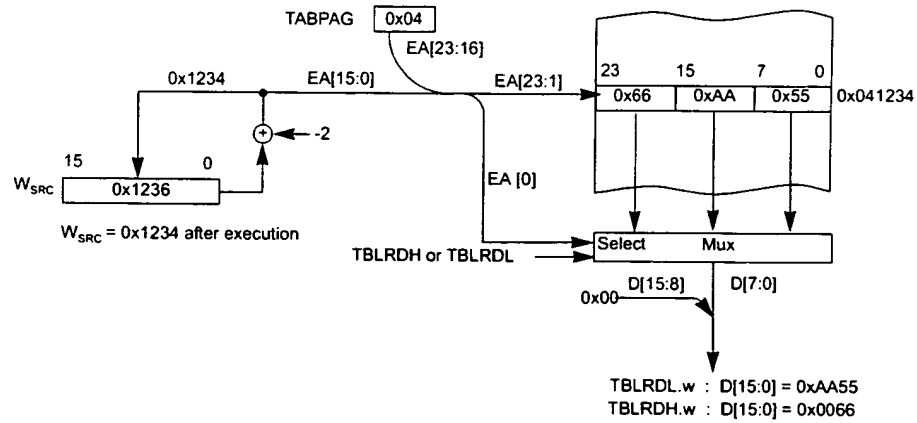 TABPAG 0x04
EA[23:16]
0x1234 EA[15:0] EA[23:1]
23 15 7 0
0x66 0xAA 0x55 0x041234
+ -2
15 0
WSRC 0x1236
EA [0]
WSRC = 0x1234 after execution
Select Mux
TBLRDH or TBLRDL
D[15:8] D[7:0]
0x00
TBLRDL.w : D[15:0] = 0xAA55
TBLRDH.w : D[15:0] = 0x0066